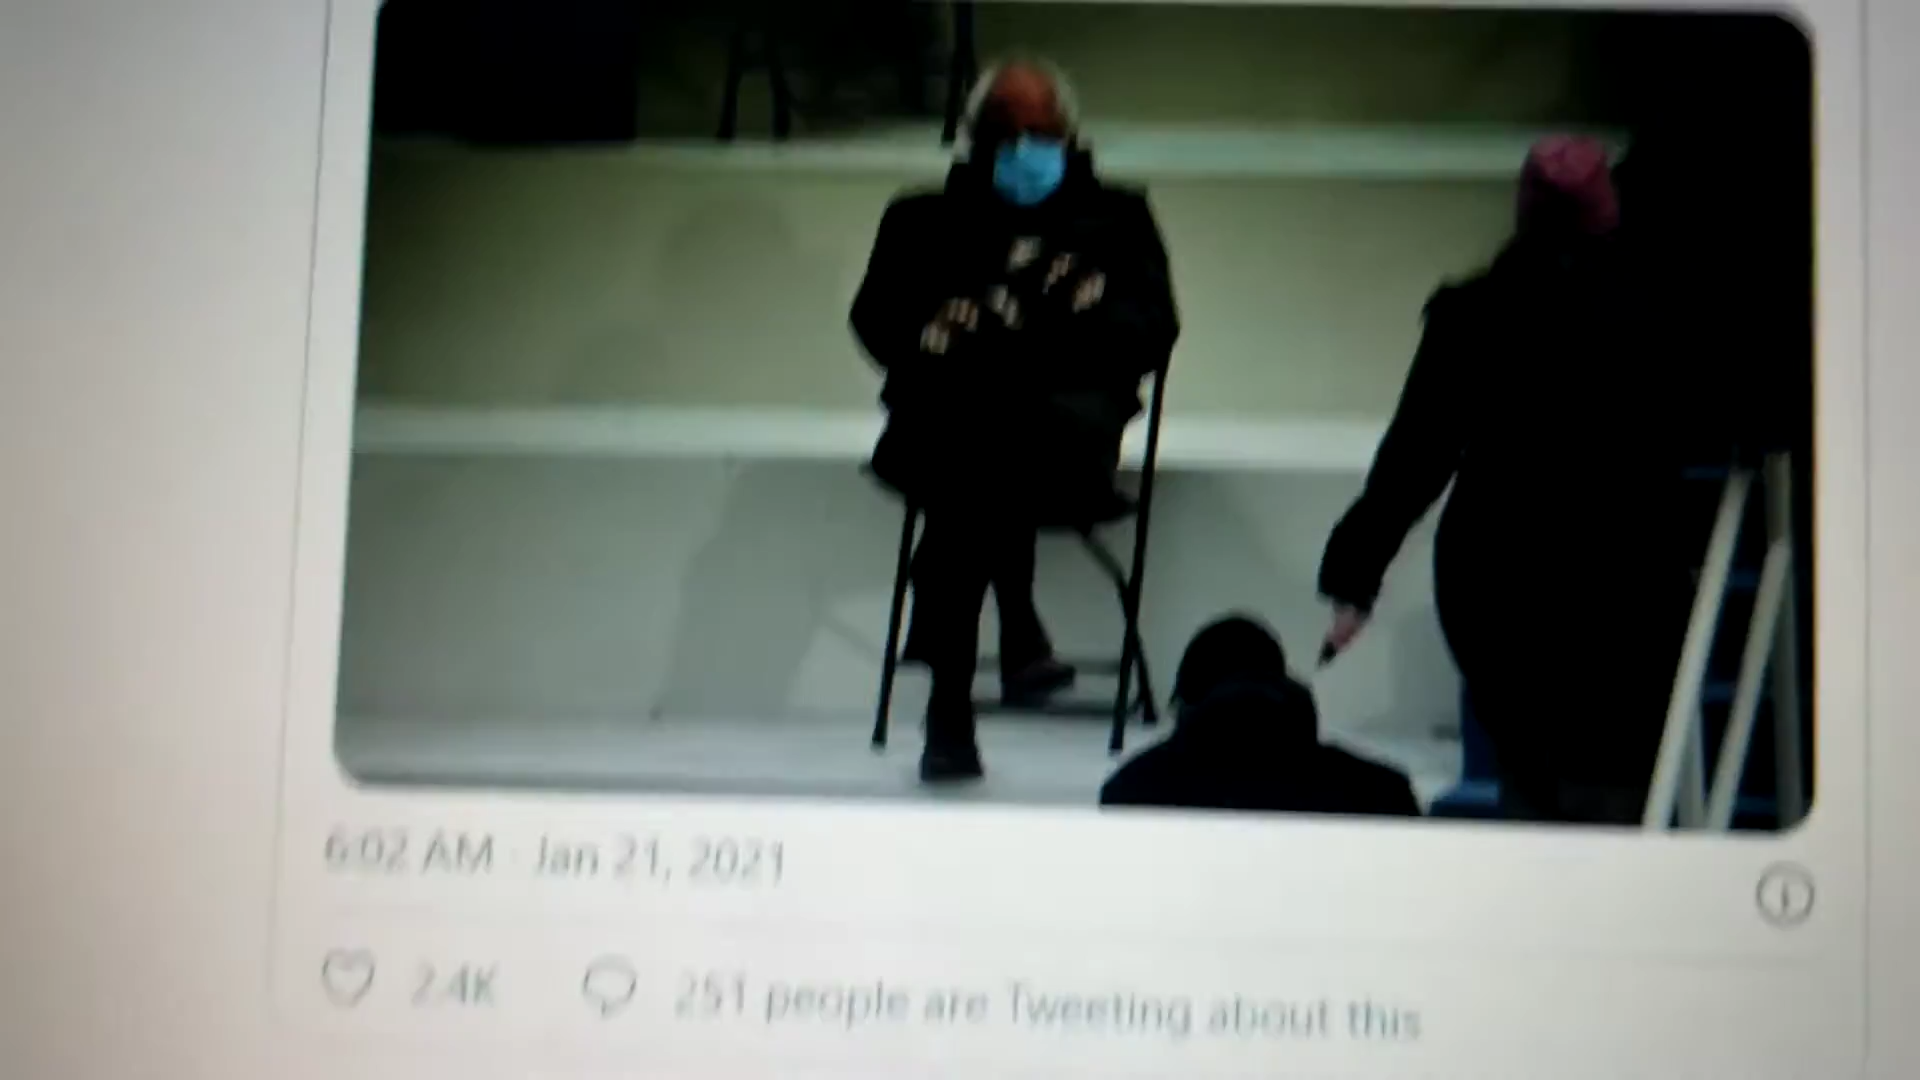 6:02 AM · Jan 21, 2021
2.4K 251 people are Tweeting about this